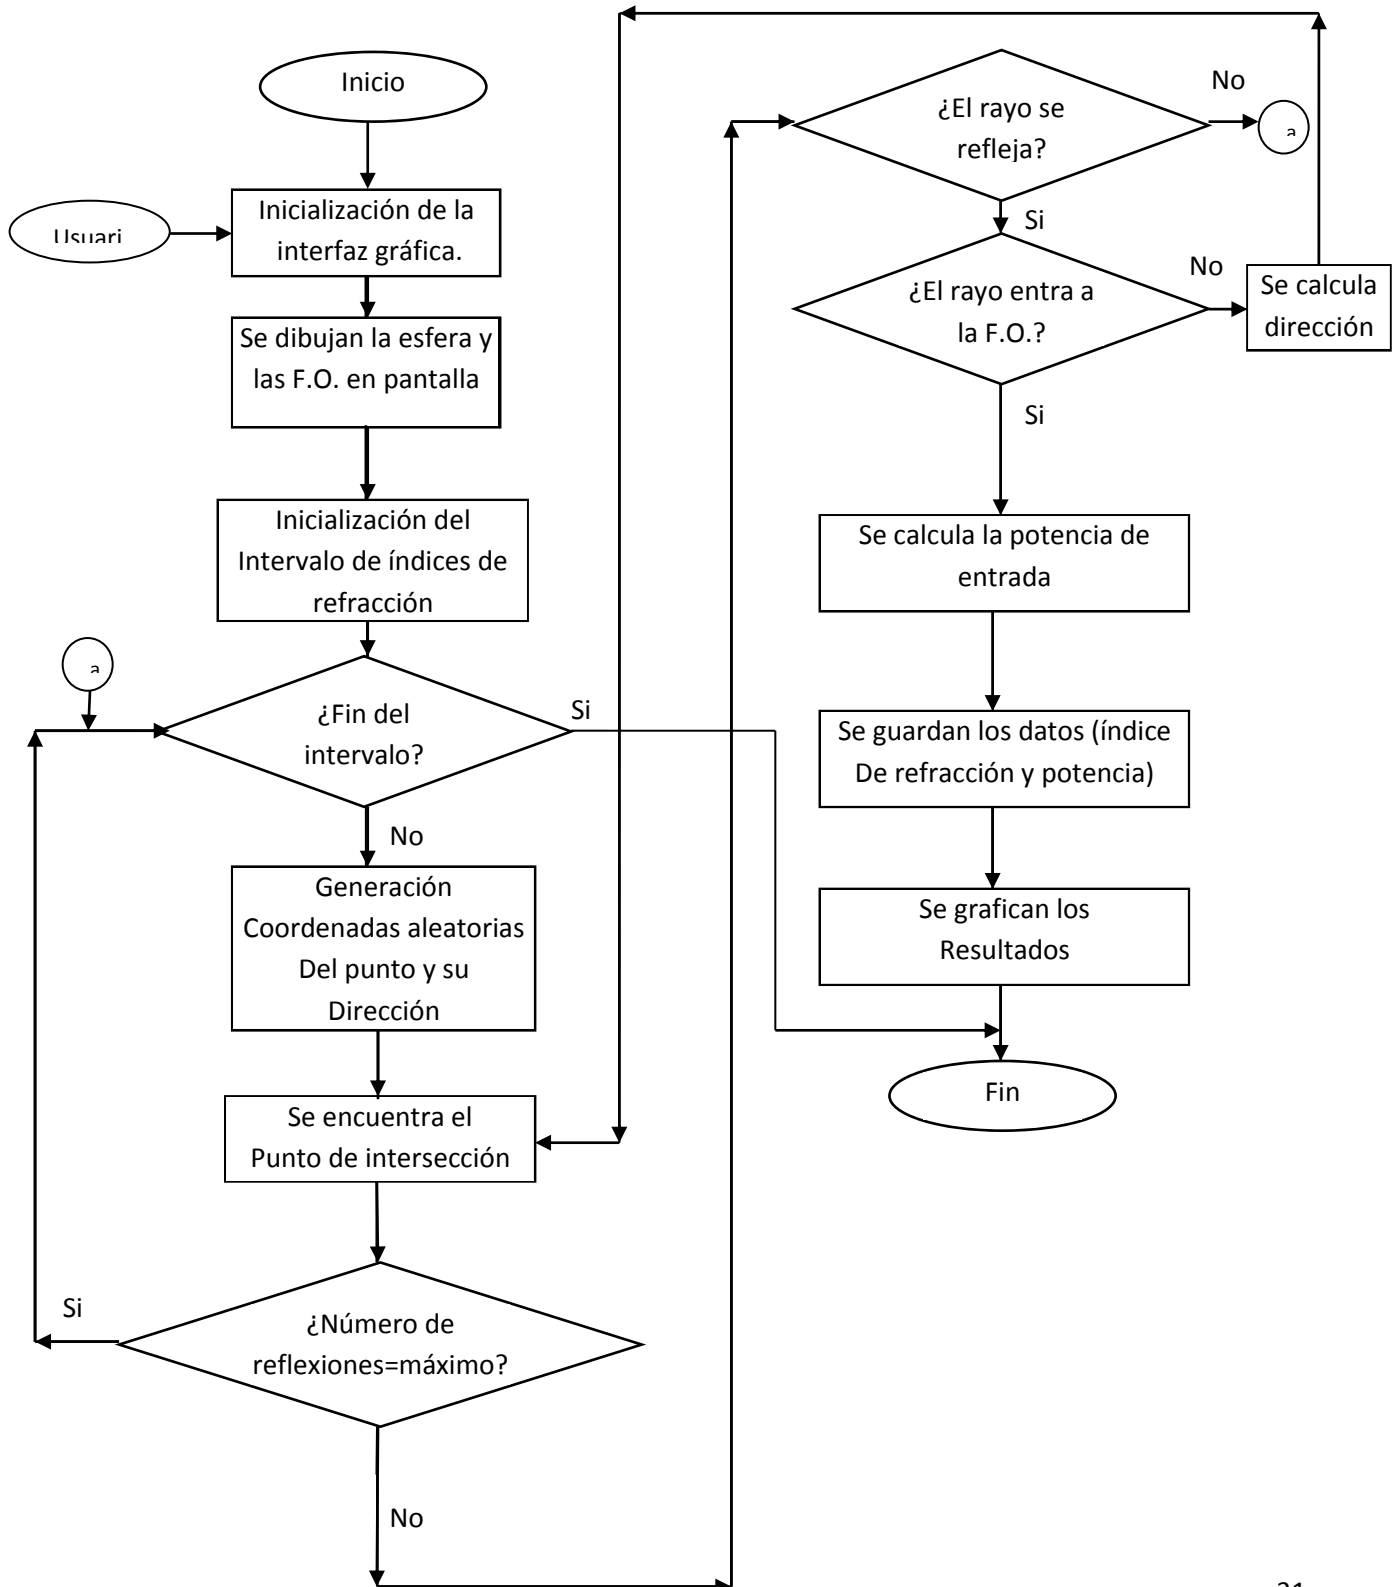 Inicio
Usuari
Inicialización de la
interfaz gráfica.
Se dibujan la esfera y
las F.O. en pantalla
Inicialización del
Intervalo de índices de
refracción
a
¿Fin del
intervalo?
Si
No
Generación
Coordenadas aleatorias
Del punto y su
Dirección
Se encuentra el
Punto de intersección
¿Número de
reflexiones=máximo?
Si
No
¿El rayo se
refleja?
No
a
Si
¿El rayo entra a
la F.O.?
No
Se calcula
dirección
Si
Se calcula la potencia de
entrada
Se guardan los datos (índice
De refracción y potencia)
Se grafican los
Resultados
Fin